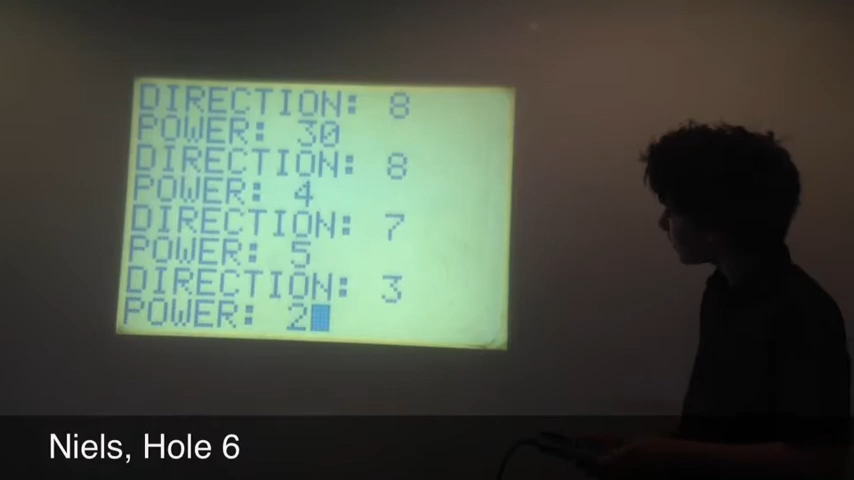 DIRECTION: 8
POWER: 30
DIRECTION: 8
POWER: 4
DIRECTION: 7
POWER: 5
DIRECTION: 3
POWER: 2
Niels, Hole 6